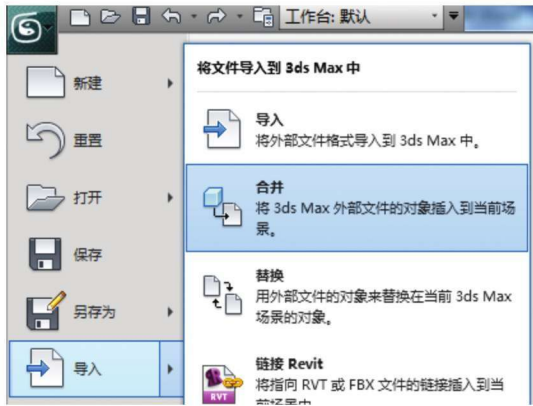 工作台: 默认
新建
重置
打开
保存
另存为
导入
将文件导入到 3ds Max 中
导入
将外部文件格式导入到 3ds Max 中。
合并
将 3ds Max 外部文件的对象插入到当前场
景。
替换
用外部文件的对象来替换在当前 3ds Max
场景的对象。
链接 Revit
将指向 RVT 或 FBX 文件的链接插入到当
RVT